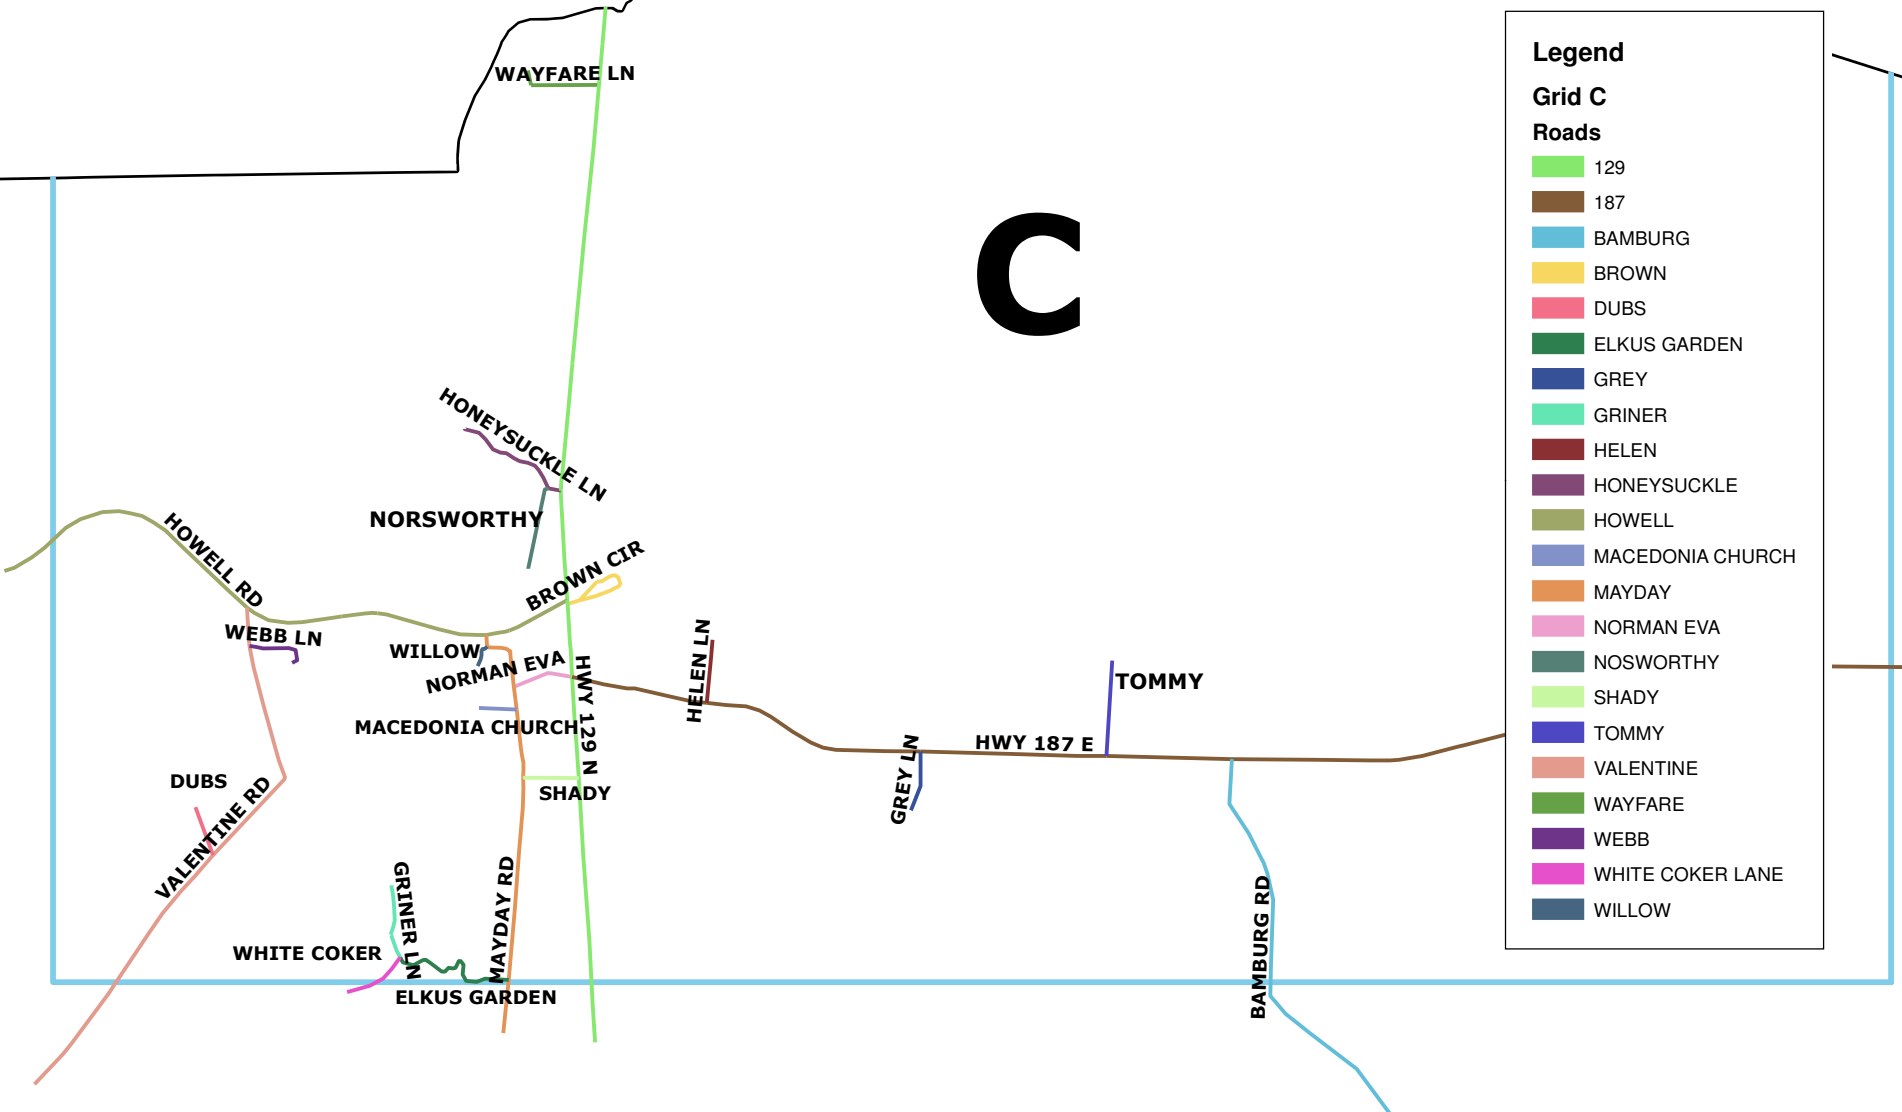 WAYFARE LN
C
HONEYSUCKLE LN
NORSWORTHY
HOWELL RD
BROWN CIR
WEBB LN
WILLOW
NORMAN EVA
HELEN LN
HWY 129 N
MACEDONIA CHURCH
TOMMY
HWY 187 E
GREY LN
DUBS
SHADY
VALENTINE RD
GRINER LN
MAYDAY RD
BAMBURG RD
WHITE COKER
ELKUS GARDEN
Legend
Grid C
Roads
129
187
BAMBURG
BROWN
DUBS
ELKUS GARDEN
GREY
GRINER
HELEN
HONEYSUCKLE
HOWELL
MACEDONIA CHURCH
MAYDAY
NORMAN EVA
NOSWORTHY
SHADY
TOMMY
VALENTINE
WAYFARE
WEBB
WHITE COKER LANE
WILLOW